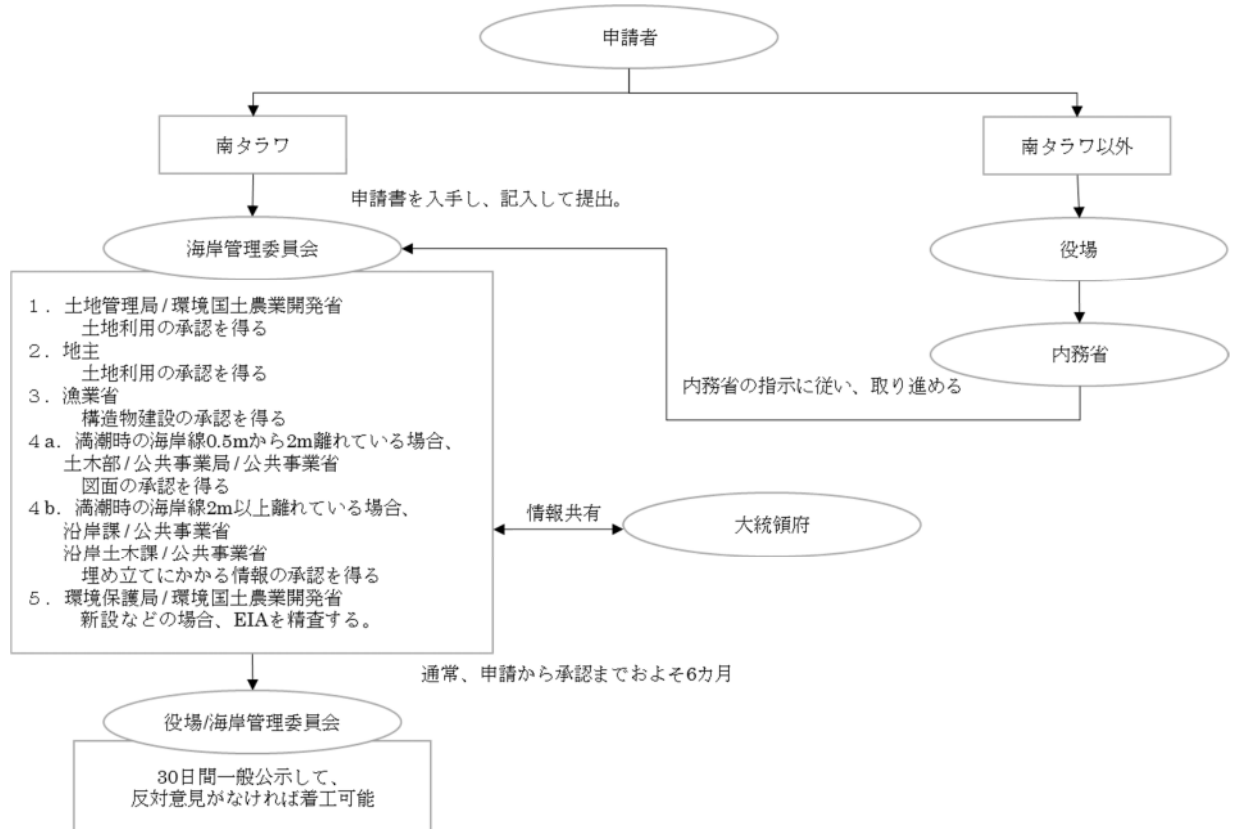 申請者
南タラワ
南タラワ以外
申請書を入手し、記入して提出。
海岸管理委員会
役場
1．土地管理局/環境国土農業開発省
土地利用の承認を得る
2．地主
土地利用の承認を得る
3．漁業省
構造物建設の承認を得る
4a．満潮時の海岸線0.5mから2m離れている場合、
土木部/公共事業局/公共事業省
図面の承認を得る
4b．満潮時の海岸線2m以上離れている場合、
沿岸課/公共事業省
沿岸土木課/公共事業省
埋め立てにかかる情報の承認を得る
5．環境保護局/環境国土農業開発省
新設などの場合、EIAを精査する。
内務省
内務省の指示に従い、取り進める
情報共有
大統領府
通常、申請から承認までおよそ6カ月
役場/海岸管理委員会
30日間一般公示して、
反対意見がなければ着工可能